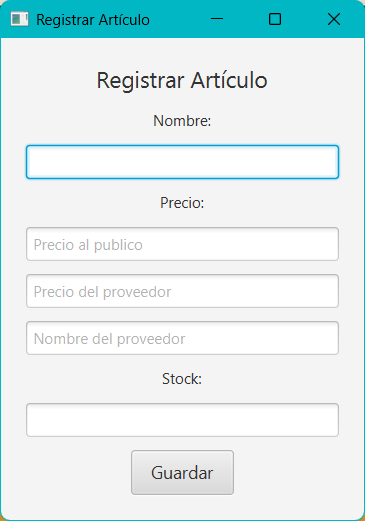 Registrar Artículo
Registrar Artículo
Nombre:
Precio:
Precio al publico
Precio del proveedor
Nombre del proveedor
Stock:
Guardar